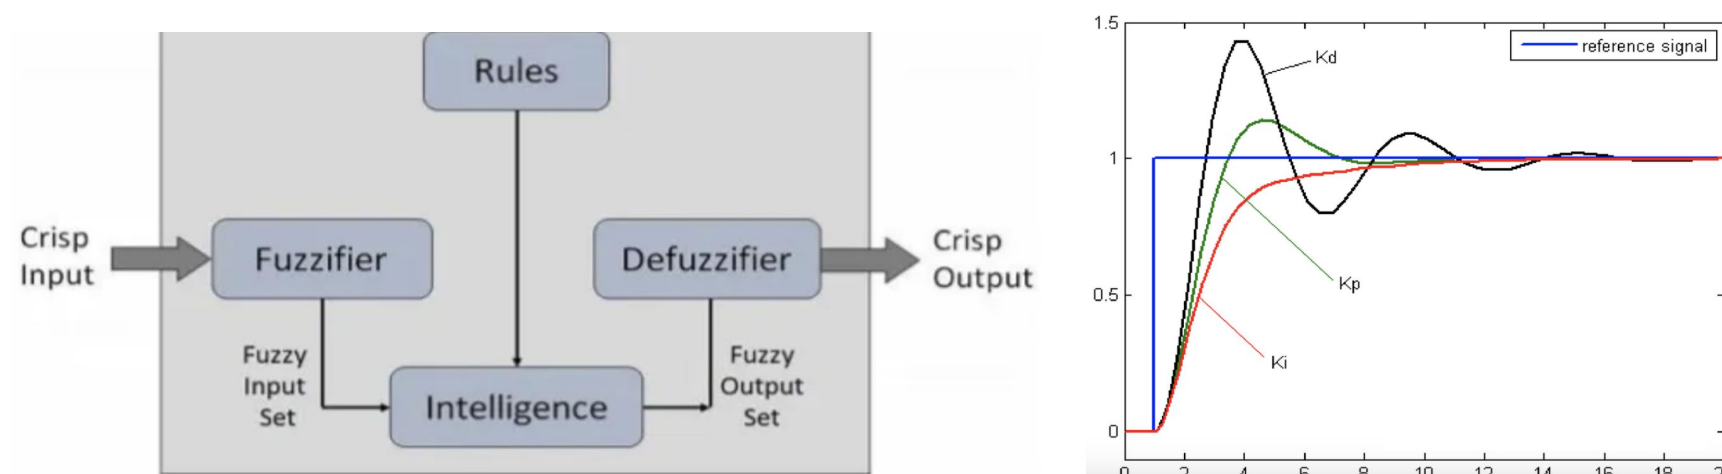 Rules
Crisp
Input
Fuzzifier
Defuzzifier
Crisp
Output
Fuzzy
Input
Set
Fuzzy
Output
Set
Intelligence
1.5
1
0.5
0
reference signal
Kd
Kp
Ki
0
2
4
6
8
10
12
14
16
18